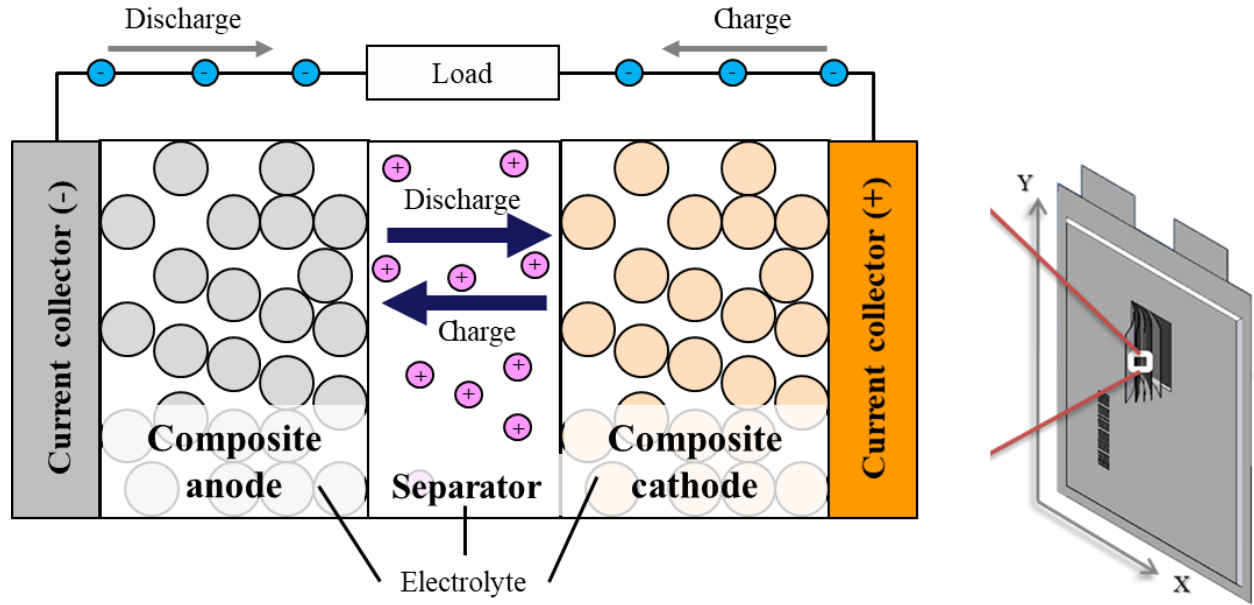 Discharge
Charge
-
-
-
Load
-
-
-
Current collector (-)
+
+
Discharge
+
+
+
Charge
+
+
+
+
+
Composite
anode
Separator
Composite
cathode
Current collector (+)
Electrolyte
Y
X